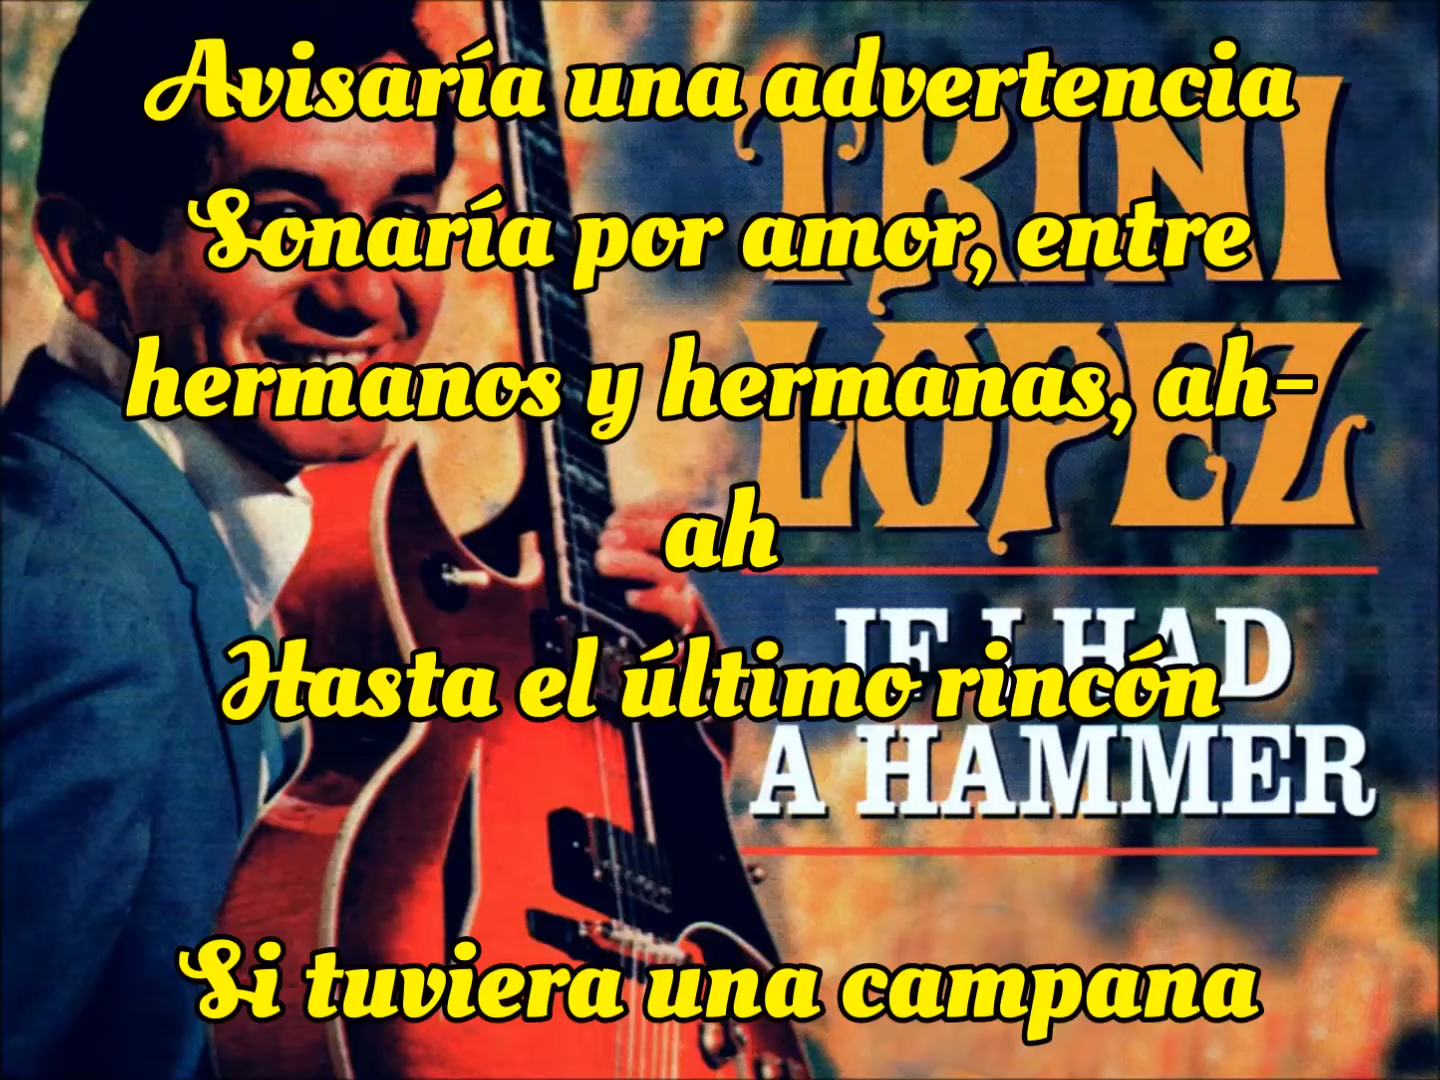 Avisaría una advertencia
TRINI
Sonaría por amor, entre
LOPEZ
hermanos y hermanas, ah-
ah
IF I HAD
Hasta el último rincón
A HAMMER
Si tuviera una campana